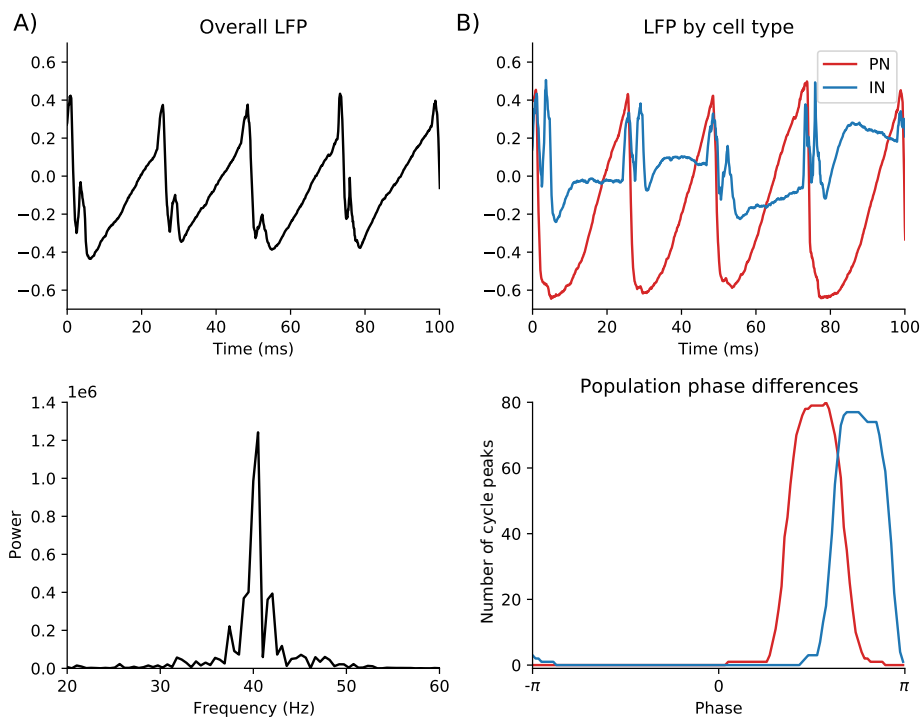 A)
Overall LFP
0.6
0.4
0.2
0.0
−0.2
−0.4
−0.6
0 20 40 60 80 100
Time (ms)
B)
LFP by cell type
PN
IN
0.6
0.4
0.2
0.0
−0.2
−0.4
−0.6
0 20 40 60 80 100
Time (ms)
1e6
1.4
1.2
1.0
0.8
0.6
0.4
0.2
0.0
Power
20 30 40 50 60
Frequency (Hz)
Population phase differences
80
60
40
20
0
Number of cycle peaks
-π 0 π
Phase